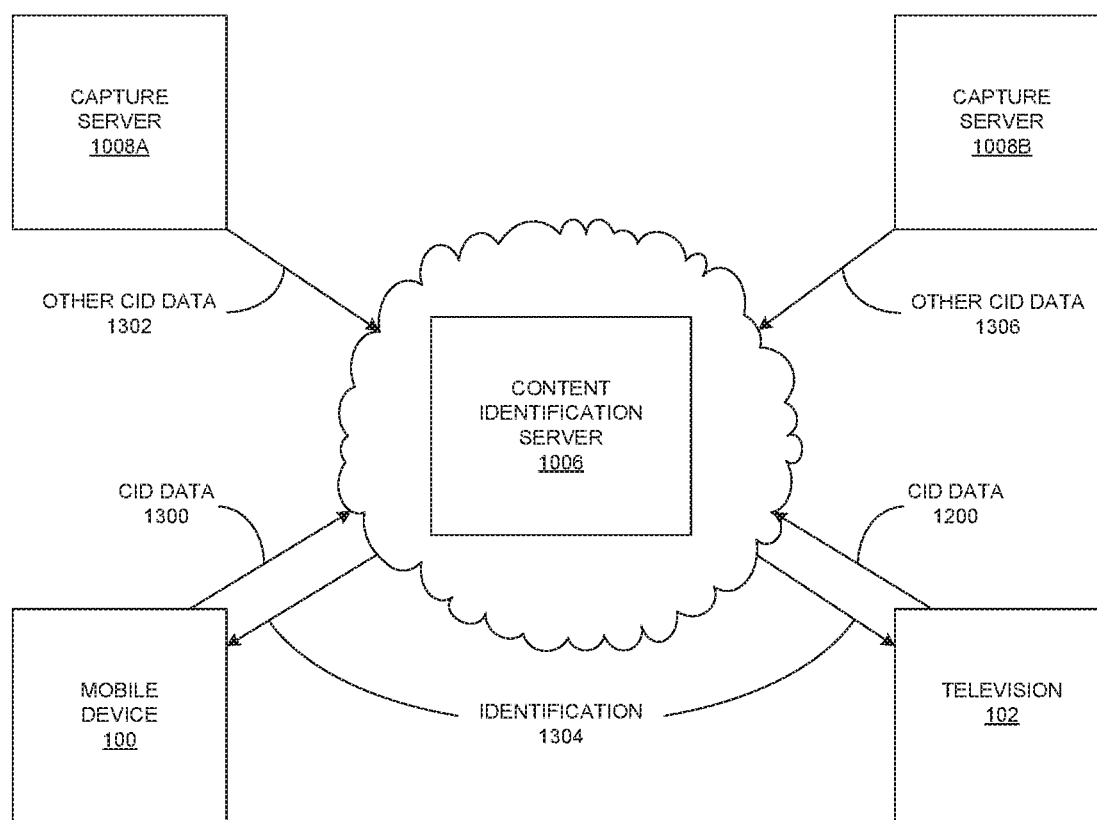 CAPTURE
SERVER
1008A
CAPTURE
SERVER
1008B
OTHER CID DATA
1302
OTHER CID DATA
1306
CONTENT
IDENTIFICATION
SERVER
1006
CID DATA
1300
CID DATA
1200
MOBILE
DEVICE
100
IDENTIFICATION
1304
TELEVISION
102